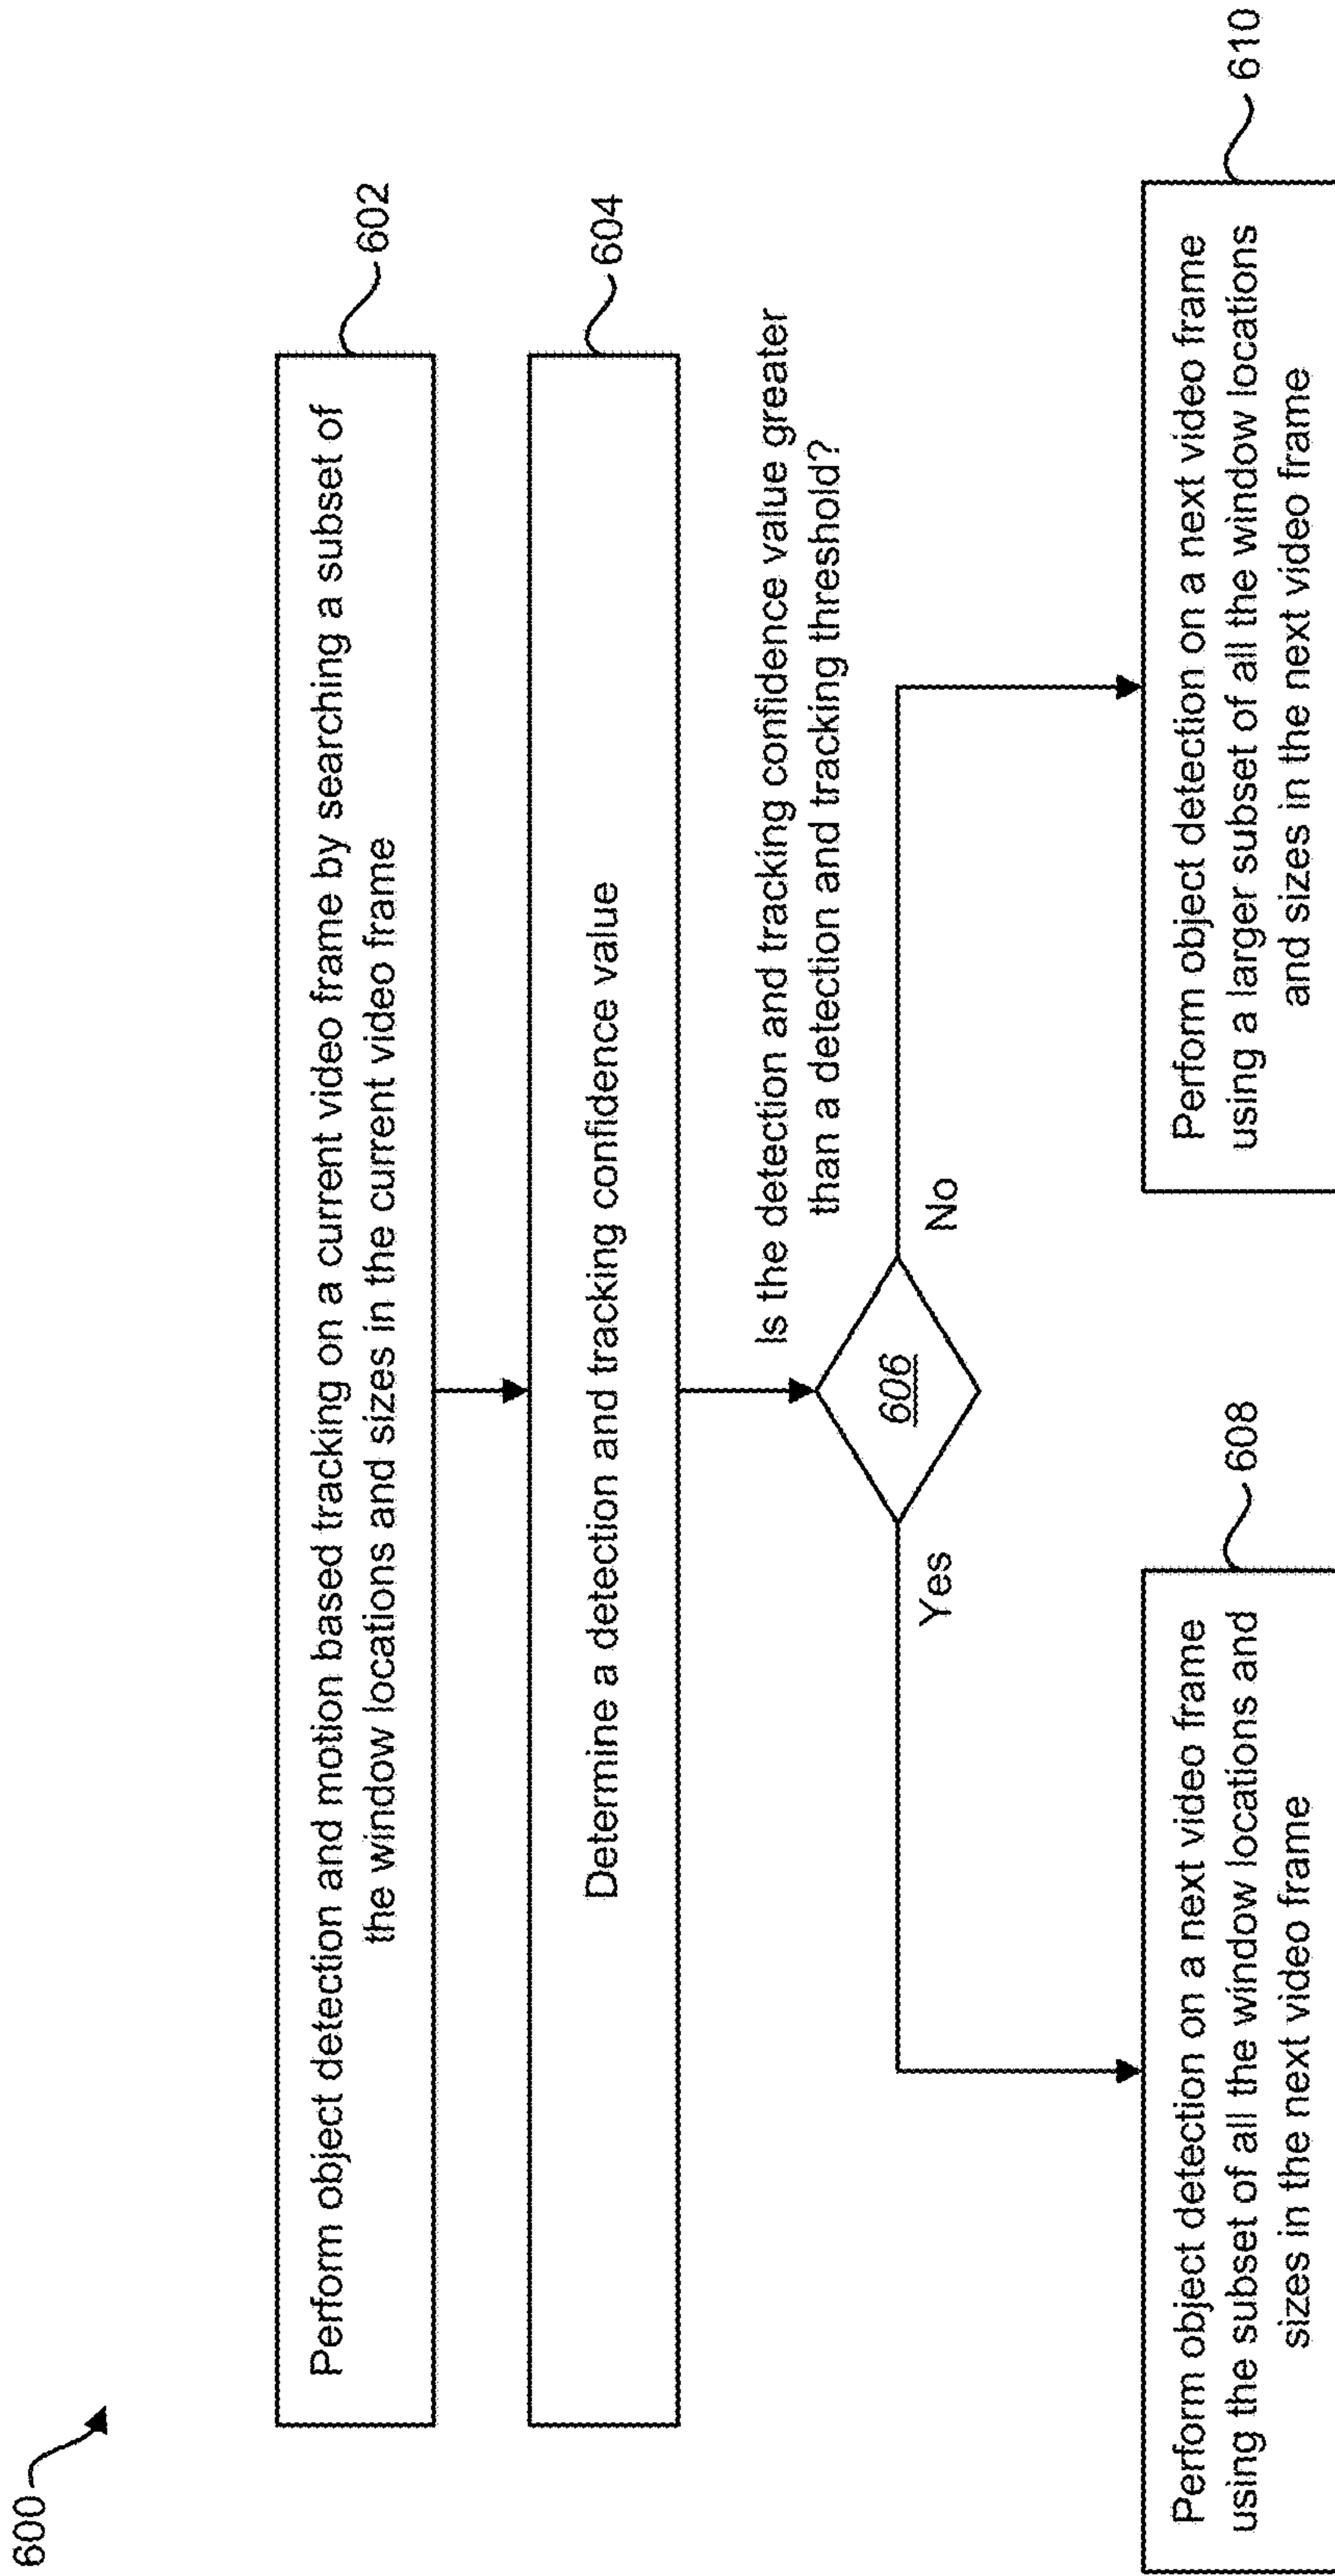 600
Perform object detection and motion based tracking on a current video frame by searching a subset of
the window locations and sizes in the current video frame
602
Determine a detection and tracking confidence value
604
Is the detection and tracking confidence value greater
than a detection and tracking threshold?
606
Yes
No
Perform object detection on a next video frame
using the subset of all the window locations and
sizes in the next video frame
608
Perform object detection on a next video frame
using a larger subset of all the window locations
and sizes in the next video frame
610